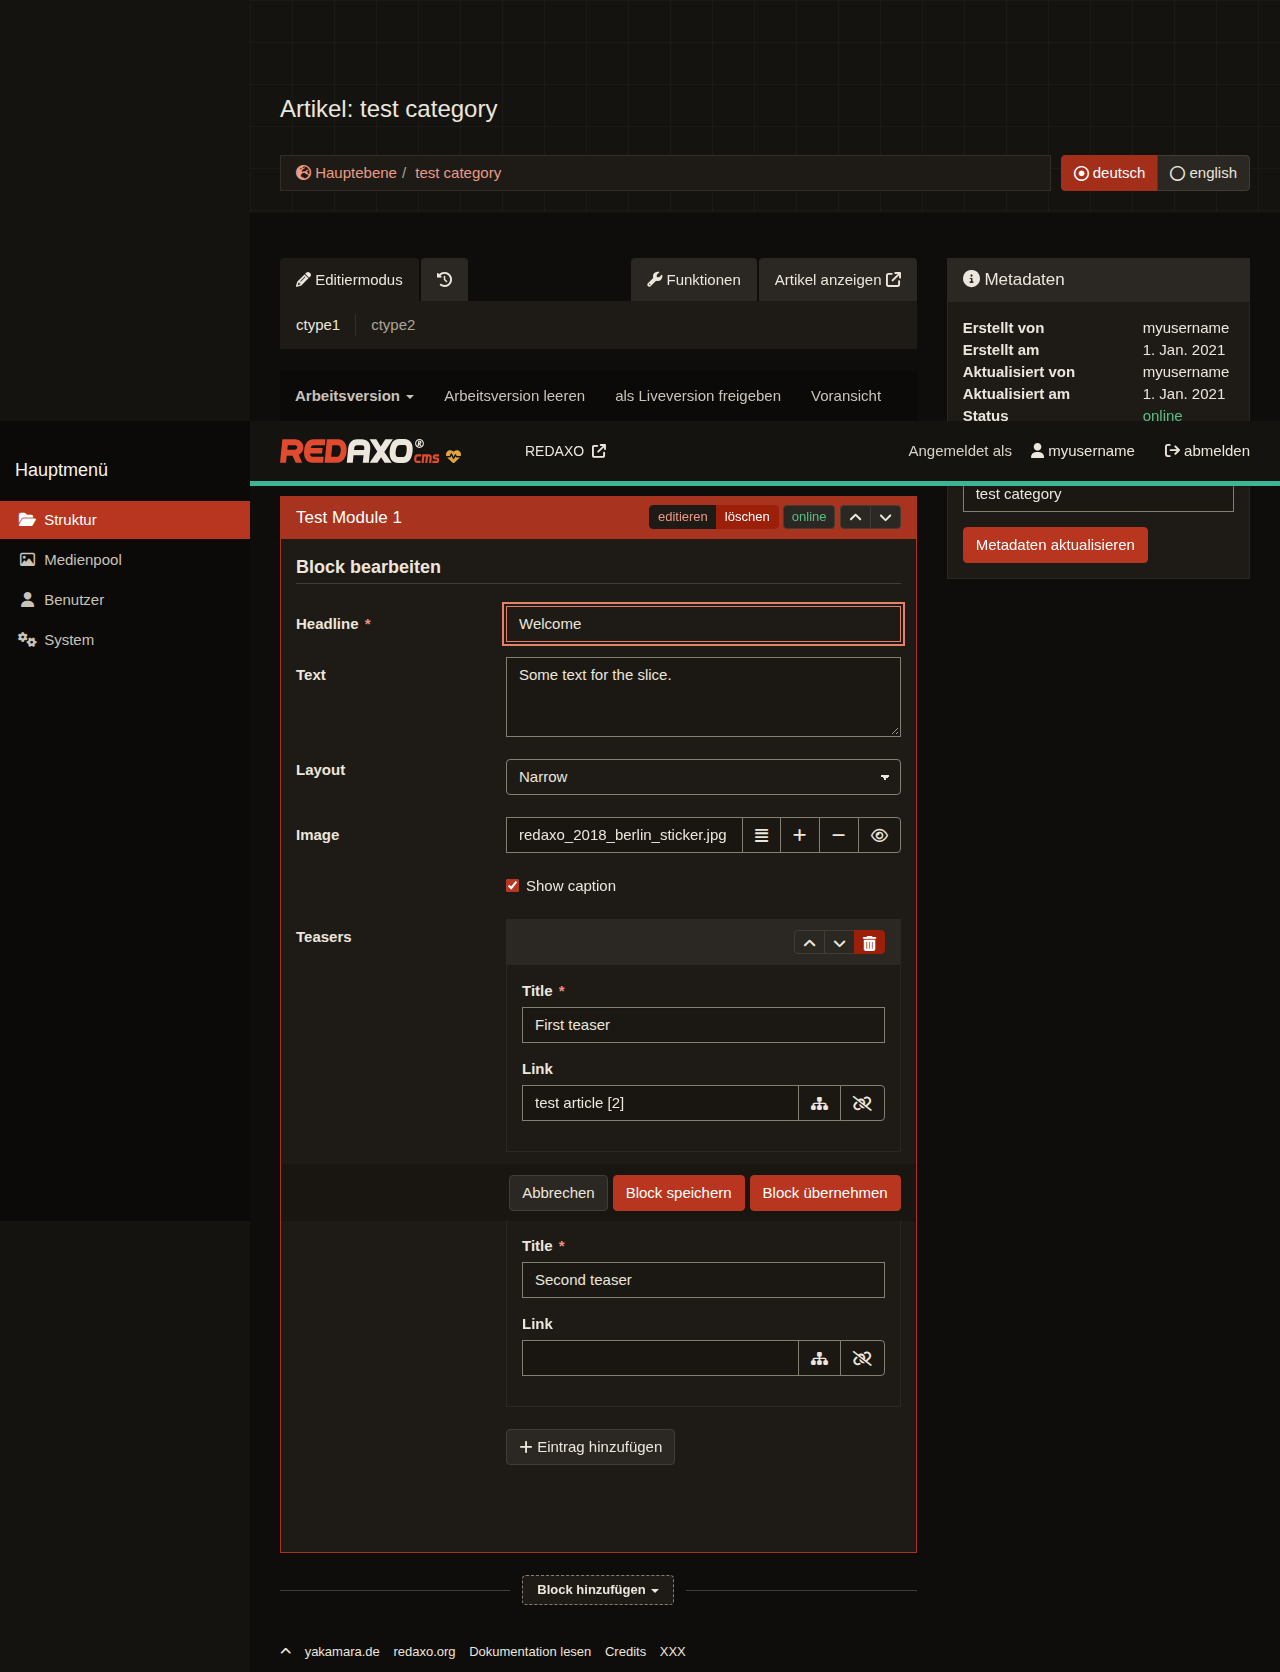 Artikel: test category
Hauptebene / test category
deutsch
english
Editiermodus
Funktionen
Artikel anzeigen
ctype1
ctype2
Arbeitsversion
Arbeitsversion leeren
als Liveversion freigeben
Voransicht
Metadaten
Erstellt von myusername
Erstellt am 1. Jan. 2021
Aktualisiert von myusername
Aktualisiert am 1. Jan. 2021
Status online
REDAXO® cms
REDAXO
Angemeldet als myusername
abmelden
Hauptmenü
Struktur
Medienpool
Benutzer
System
test category
Metadaten aktualisieren
Test Module 1
editieren
löschen
online
Block bearbeiten
Headline *
Welcome
Text
Some text for the slice.
Layout
Narrow
Image
redaxo_2018_berlin_sticker.jpg
Show caption
Teasers
Title *
First teaser
Link
test article [2]
Abbrechen
Block speichern
Block übernehmen
Title *
Second teaser
Link
Eintrag hinzufügen
Block hinzufügen
yakamara.de redaxo.org Dokumentation lesen Credits XXX